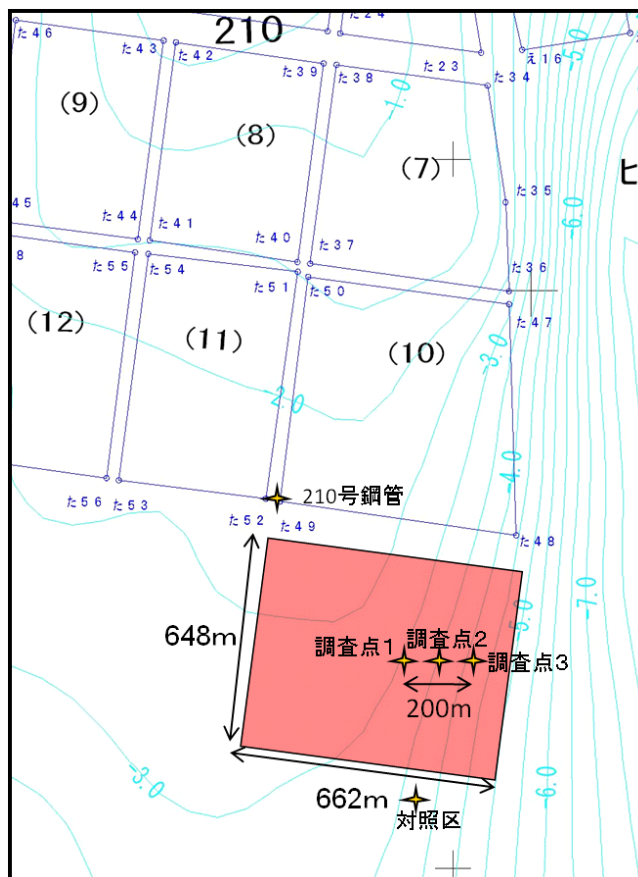 た２４
210
え１６
-5.0
た４６
た４３
た４２
た３９
た３８
た２３
た３４
-1.0
(9)
(8)
(7)
ヒ
た３５
-6.0
４５
た４４
た４１
た４０
た３７
８
た５５
た５４
た５１
た５０
た３６
た４７
(12)
(11)
(10)
-3.0
-2.0
-4.0
210号鋼管
た５６
た５３
た５２
た４９
た４８
-7.0
-5.0
648m
調査点1
調査点2
調査点3
200m
-3.0
662m
-6.0
対照区